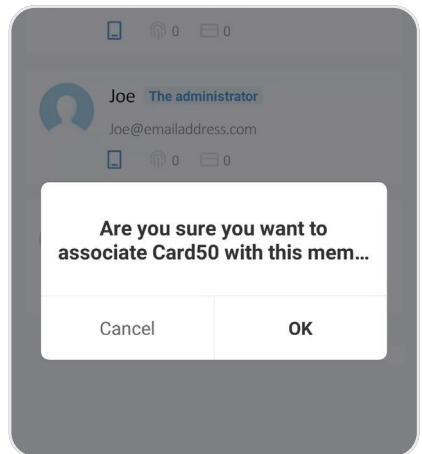 0 0
Joe The administrator
Joe@emailaddress.com
0 0
Are you sure you want to
associate Card50 with this mem...
Cancel OK